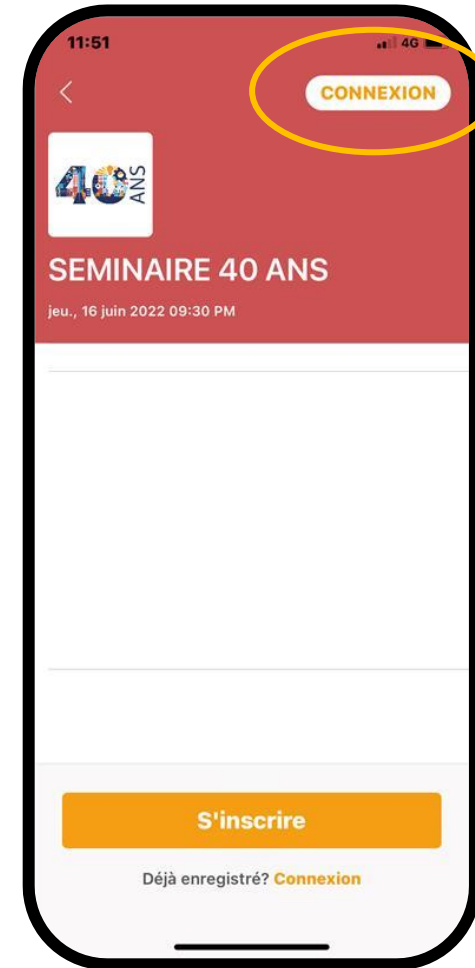 11:51
4G
CONNEXION
40 ANS
SEMINAIRE 40 ANS
jeu., 16 juin 2022 09:30 PM
S'inscrire
Déjà enregistré? Connexion